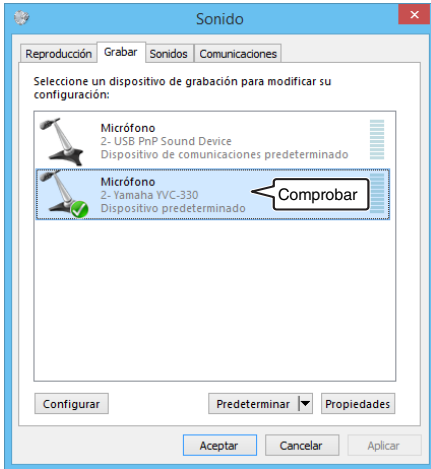 Sonido
Reproducción Grabar Sonidos Comunicaciones
Seleccione un dispositivo de grabación para modificar su
configuración:
Micrófono
2- USB PnP Sound Device
Dispositivo de comunicaciones predeterminado
Micrófono
2- Yamaha YVC-330
Dispositivo predeterminado
Comprobar
Configurar Predeterminar Propiedades
Aceptar Cancelar Aplicar